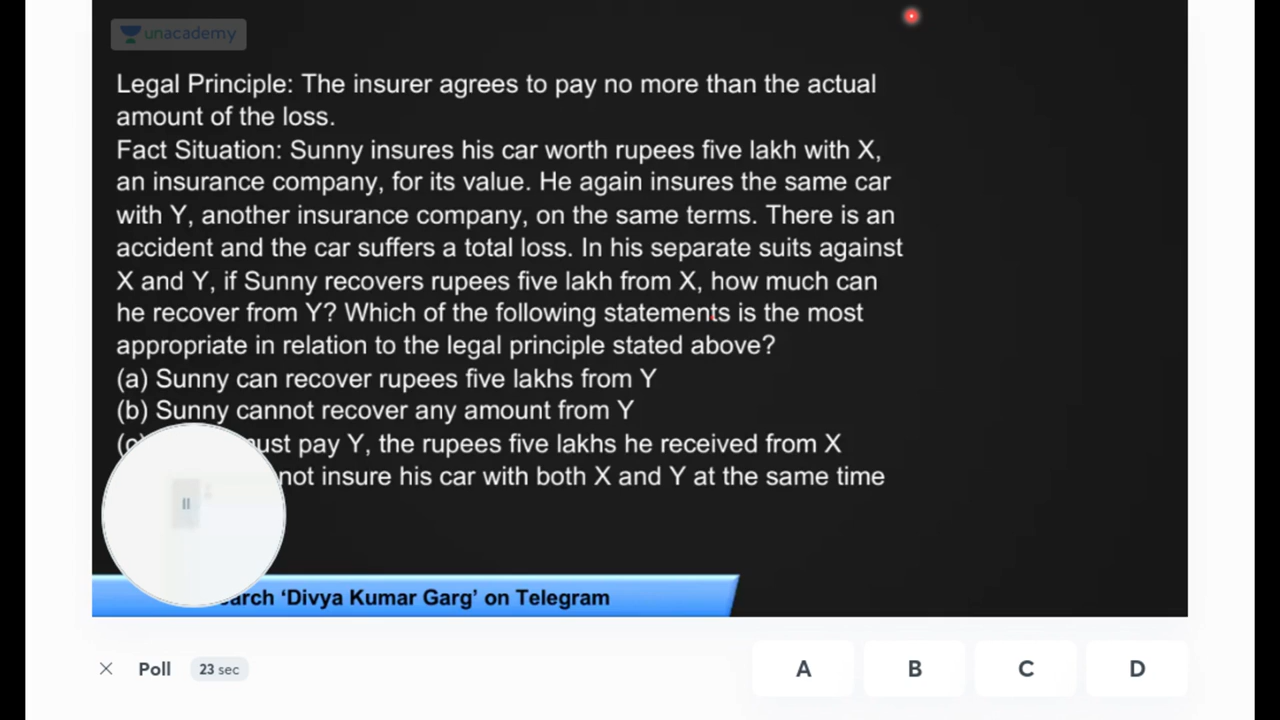 unacademy
Legal Principle: The insurer agrees to pay no more than the actual
amount of the loss.
Fact Situation: Sunny insures his car worth rupees five lakh with X,
an insurance company, for its value. He again insures the same car
with Y, another insurance company, on the same terms. There is an
accident and the car suffers a total loss. In his separate suits against
X and Y, if Sunny recovers rupees five lakh from X, how much can
he recover from Y? Which of the following statements is the most
appropriate in relation to the legal principle stated above?
(a) Sunny can recover rupees five lakhs from Y
(b) Sunny cannot recover any amount from Y
pay Y, the rupees five lakhs he received from X
insure his car with both X and Y at the same time
‘Divya Kumar Garg’ on Telegram
Poll 23 sec A B C D